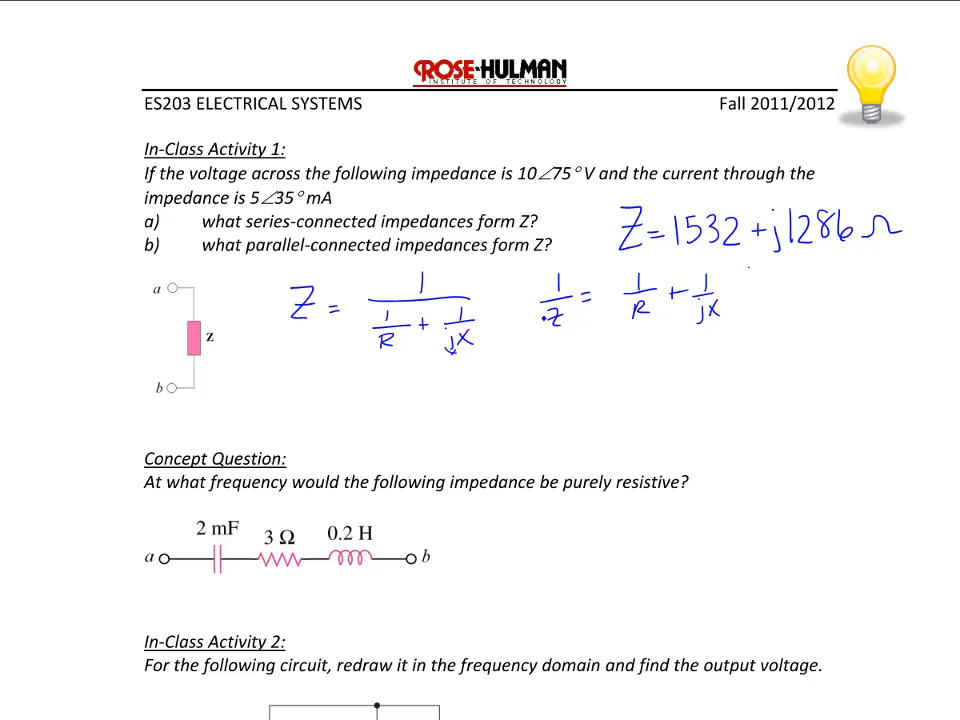 ROSE-HULMAN
INSTITUTE OF TECHNOLOGY
ES203 ELECTRICAL SYSTEMS Fall 2011/2012
In-Class Activity 1:
If the voltage across the following impedance is 10∠75° V and the current through the
impedance is 5∠35° mA
a) what series-connected impedances form Z?
b) what parallel-connected impedances form Z?
Z = 1532 + j1286 Ω
a
Z = 1 / (1/R + 1/jX) 1/Z = 1/R + 1/jX
z
b
Concept Question:
At what frequency would the following impedance be purely resistive?
2 mF 3 Ω 0.2 H
a b
In-Class Activity 2:
For the following circuit, redraw it in the frequency domain and find the output voltage.